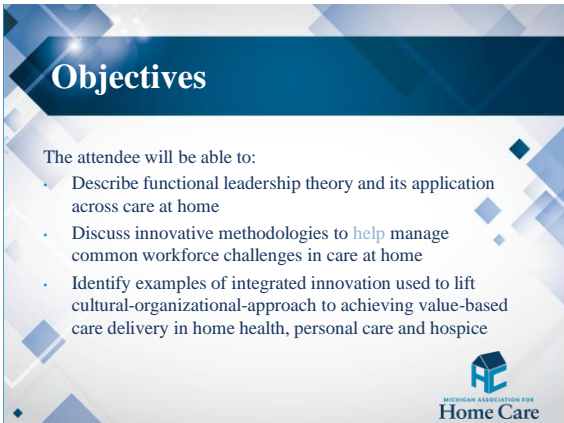 Objectives
The attendee will be able to:
• Describe functional leadership theory and its application
across care at home
• Discuss innovative methodologies to help manage
common workforce challenges in care at home
• Identify examples of integrated innovation used to lift
cultural-organizational-approach to achieving value-based
care delivery in home health, personal care and hospice
HC
MICHIGAN ASSOCIATION FOR
Home Care